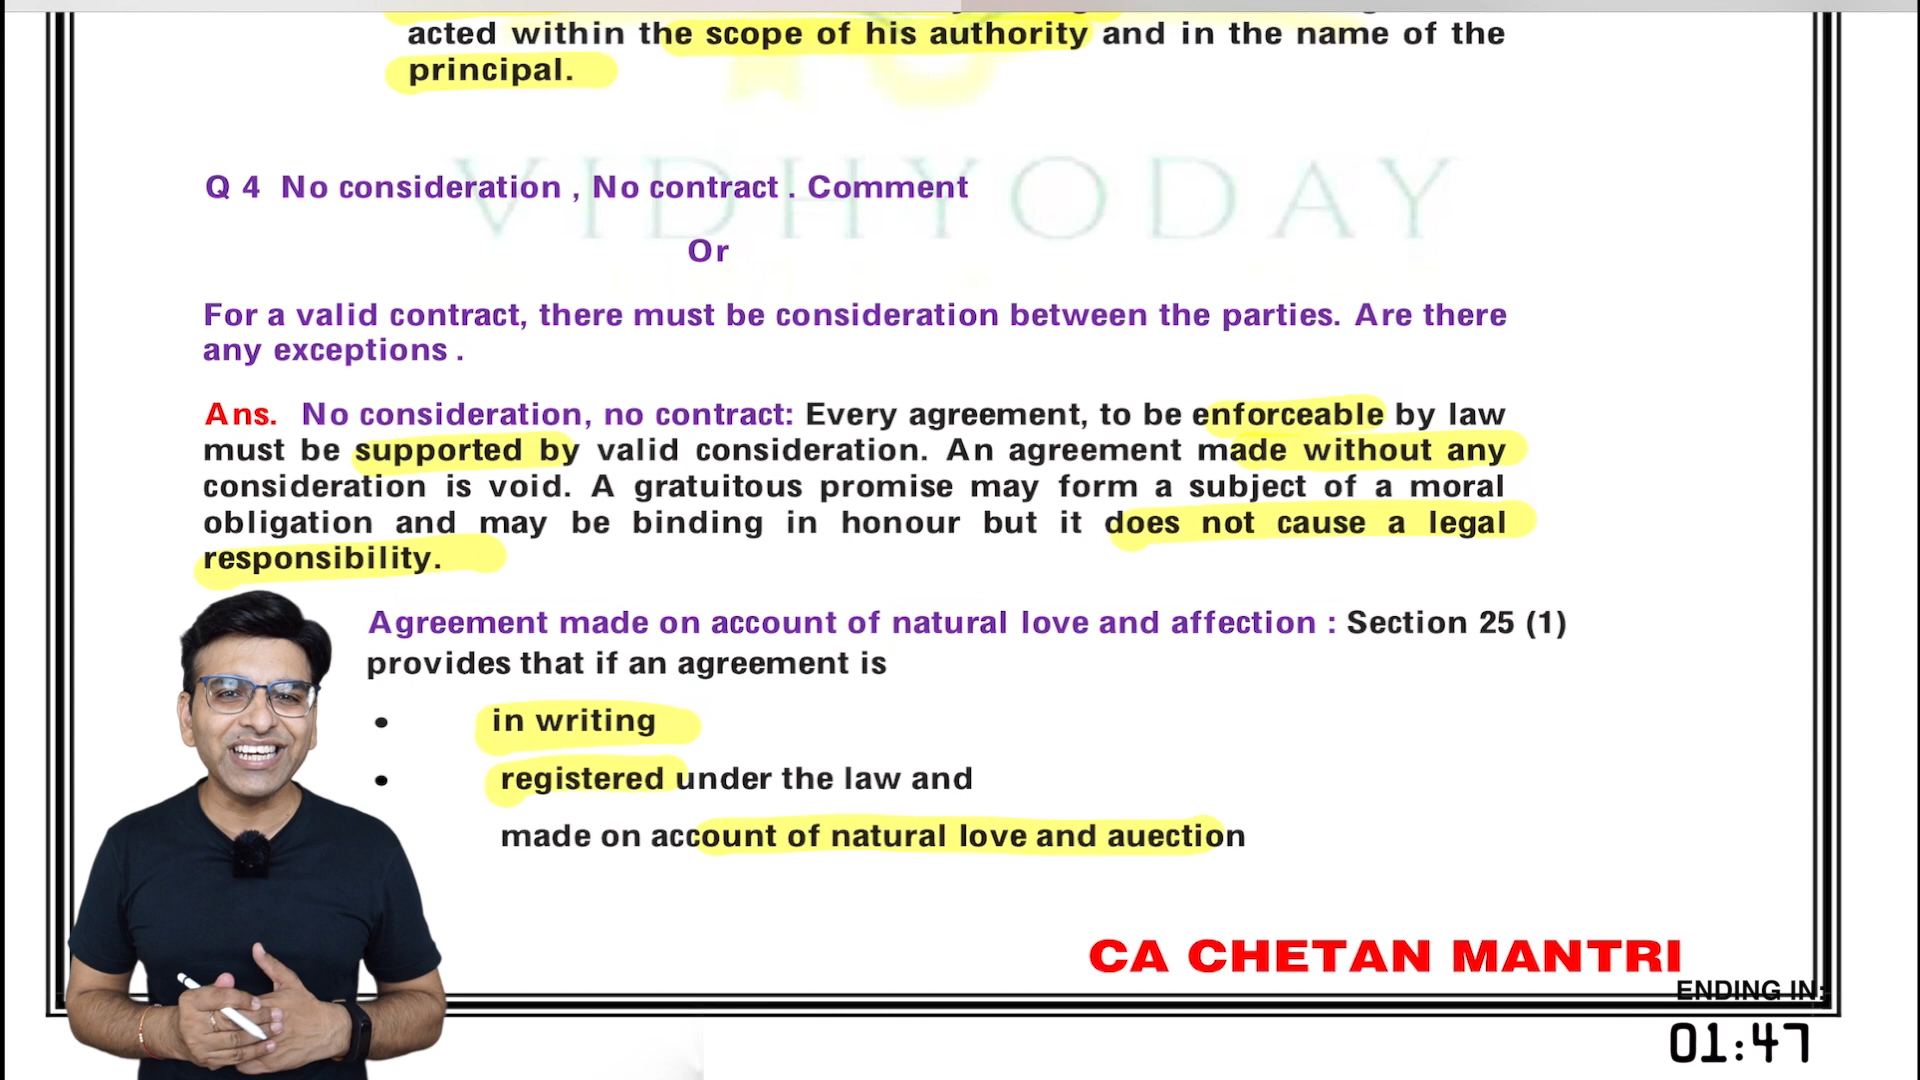 acted within the scope of his authority and in the name of the
principal.
VIDHYODAY
Q 4 No consideration , No contract . Comment
Or
For a valid contract, there must be consideration between the parties. Are there
any exceptions .
Ans. No consideration, no contract: Every agreement, to be enforceable by law
must be supported by valid consideration. An agreement made without any
consideration is void. A gratuitous promise may form a subject of a moral
obligation and may be binding in honour but it does not cause a legal
responsibility.
Agreement made on account of natural love and affection : Section 25 (1)
provides that if an agreement is
• in writing
• registered under the law and
made on account of natural love and auection
CA CHETAN MANTRI
ENDING IN:
01:47